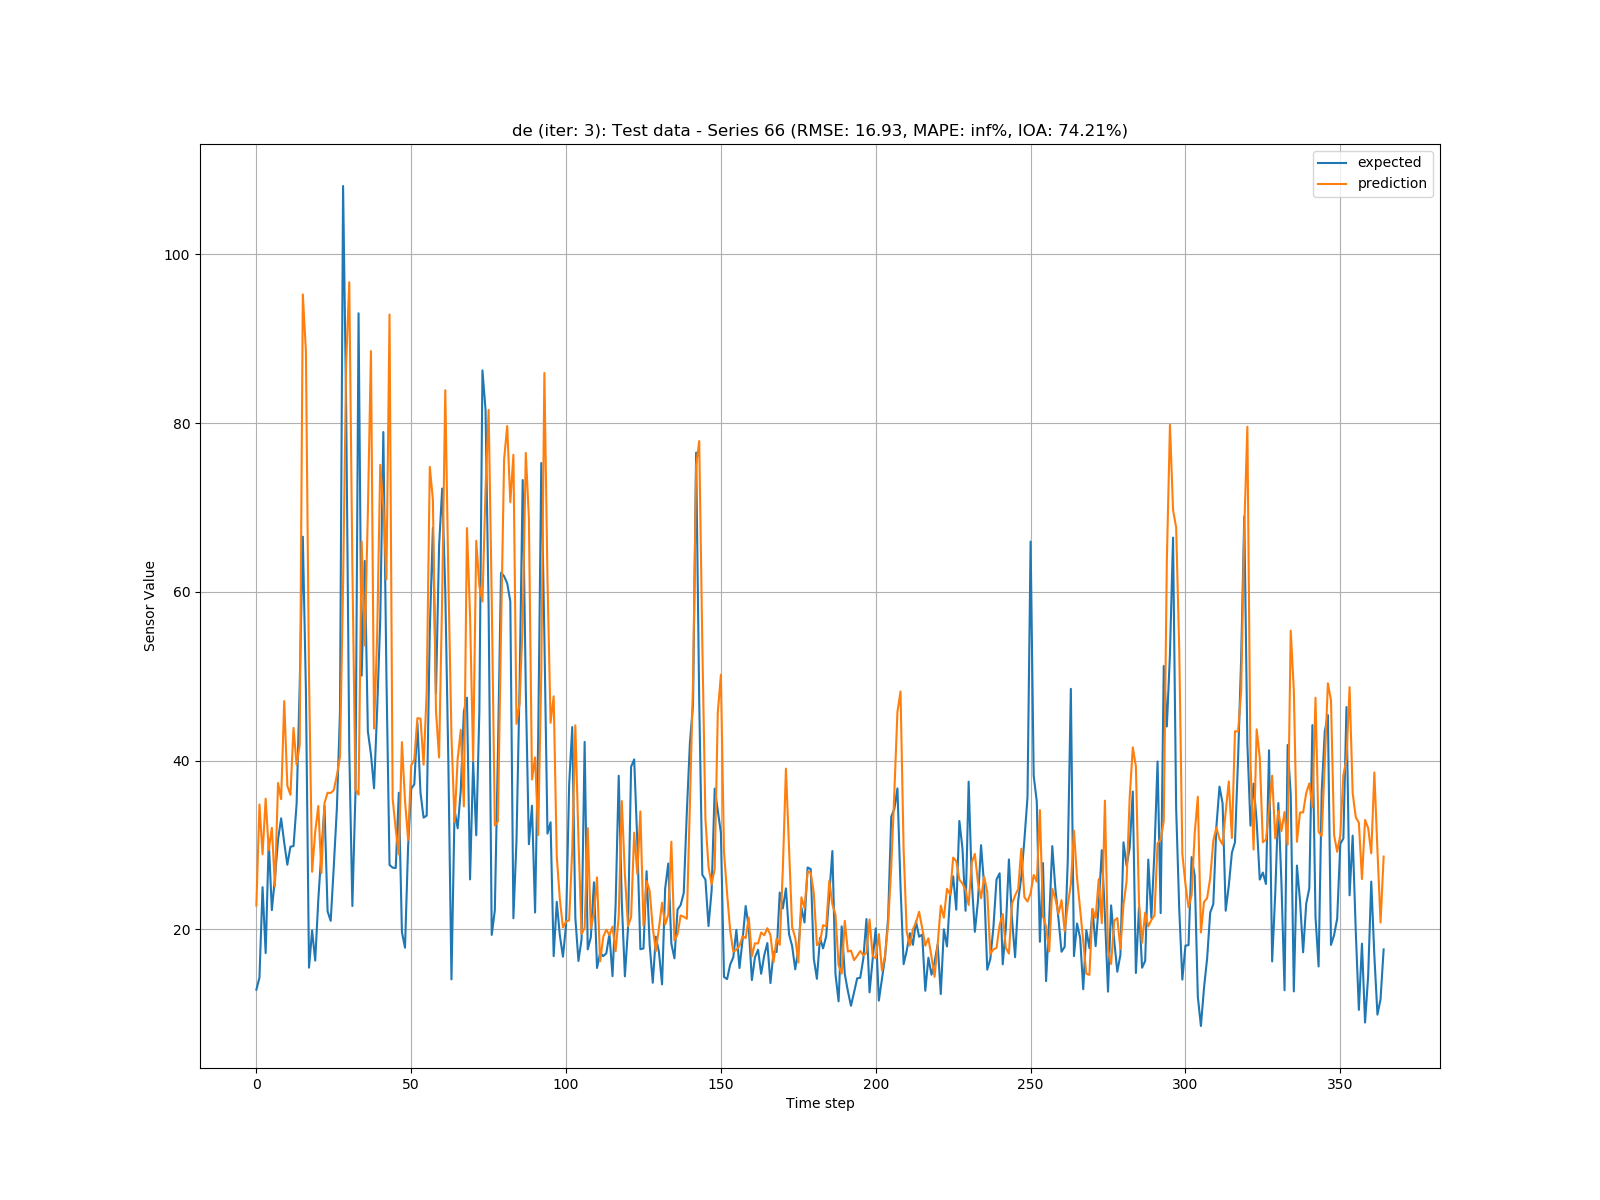 de (iter: 3): Test data - Series 66 (RMSE: 16.93, MAPE: inf%, IOA: 74.21%)
expected
prediction
100
80
60
40
20
Sensor Value
0 50 100 150 200 250 300 350
Time step